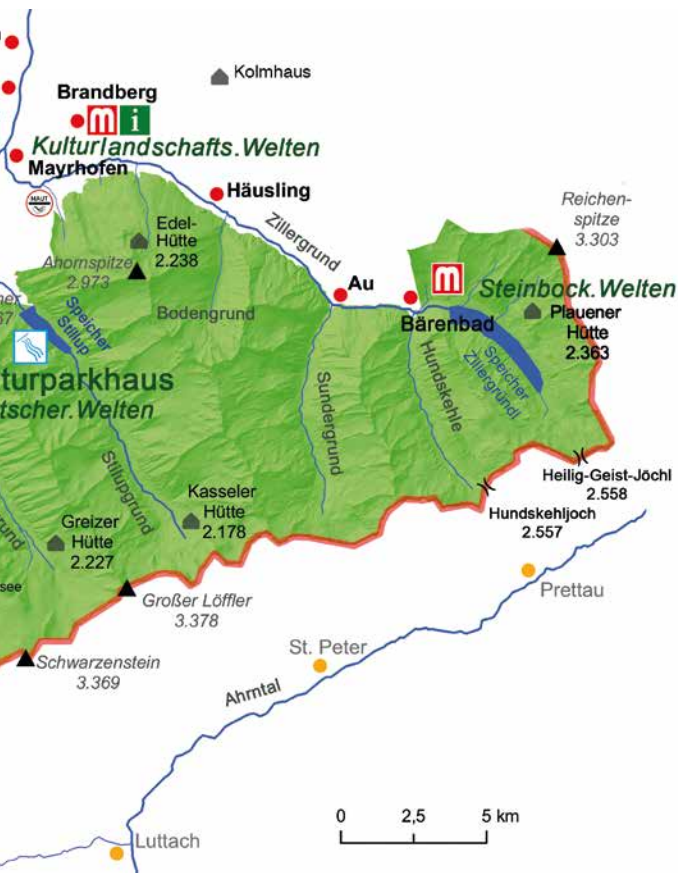 Kolmhaus
Brandberg
m i
Kulturlandschafts.Welten
Mayrhofen
MAUT
Häusling
Zillergrund
Reichen-
spitze
3.303
Edel-
Hütte
2.238
Ahornspitze
2.973
Au
m
Steinbock.Welten
Bärenbad
Plauener
Hütte
2.363
Bodengrund
Speicher
Stillup
Speicher
Zillergründl
turparkhaus
tscher.Welten
Sundergrund
Hundskehle
Stilupgrund
Kasseler
Hütte
2.178
Greizer
Hütte
2.227
Heilig-Geist-Jöchl
2.558
Hundskehljoch
2.557
see
Großer Löffler
3.378
Prettau
Schwarzenstein
3.369
St. Peter
Ahrntal
0 2,5 5 km
Luttach